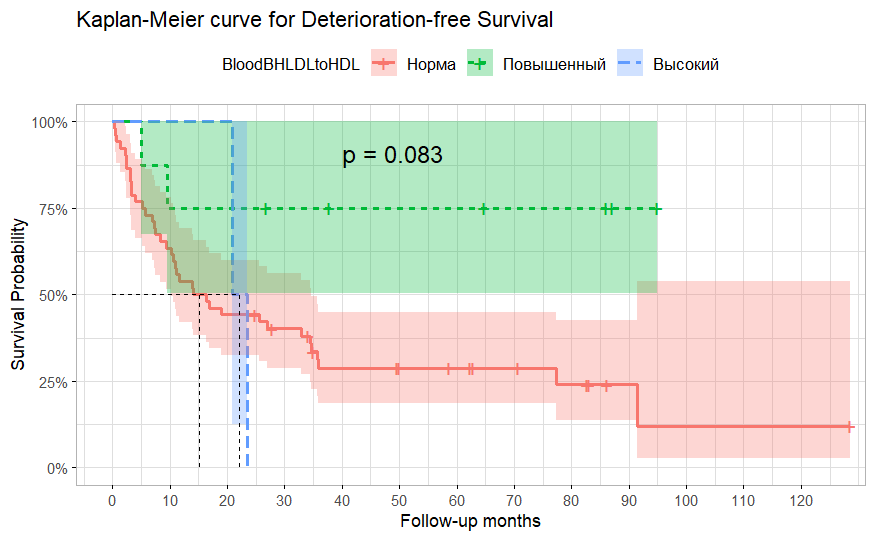 Kaplan-Meier curve for Deterioration-free Survival
BloodBHLDLtoHDL Норма Повышенный Высокий
100%
p = 0.083
75%
50%
25%
0%
Survival Probability
0 10 20 30 40 50 60 70 80 90 100 110 120
Follow-up months